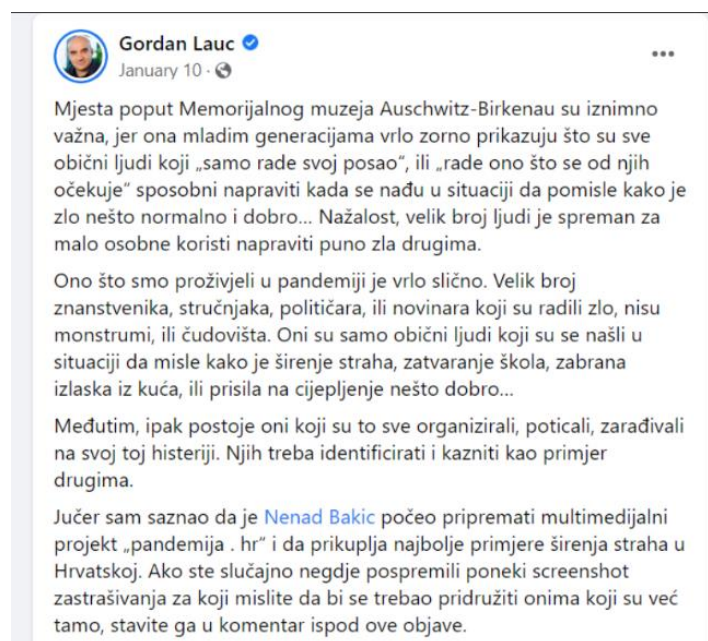 Gordan Lauc
January 10 ·
Mjesta poput Memorijalnog muzeja Auschwitz-Birkenau su iznimno
važna, jer ona mladim generacijama vrlo zorno prikazuju što su sve
obični ljudi koji „samo rade svoj posao“, ili „rade ono što se od njih
očekuje“ sposobni napraviti kada se nađu u situaciji da pomisle kako je
zlo nešto normalno i dobro... Nažalost, velik broj ljudi je spreman za
malo osobne koristi napraviti puno zla drugima.
Ono što smo proživjeli u pandemiji je vrlo slično. Velik broj
znanstvenika, stručnjaka, političara, ili novinara koji su radili zlo, nisu
monstrumi, ili čudovišta. Oni su samo obični ljudi koji su se našli u
situaciji da misle kako je širenje straha, zatvaranje škola, zabrana
izlaska iz kuća, ili prisila na cijepljenje nešto dobro...
Međutim, ipak postoje oni koji su to sve organizirali, poticali, zarađivali
na svoj toj histeriji. Njih treba identificirati i kazniti kao primjer
drugima.
Jučer sam saznao da je Nenad Bakic počeo pripremati multimedijalni
projekt „pandemija . hr“ i da prikuplja najbolje primjere širenja straha u
Hrvatskoj. Ako ste slučajno negdje pospremili poneki screenshot
zastrašivanja za koji mislite da bi se trebao pridružiti onima koji su već
tamo, stavite ga u komentar ispod ove objave.